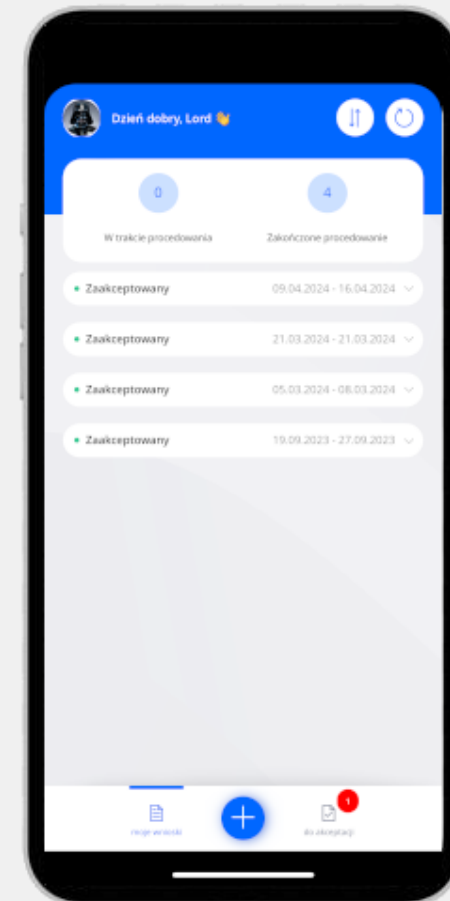 Dzień dobry, Lord 👋
0
4
W trakcie procedowania
Zakończone procedowanie
Zaakceptowany 09.04.2024 - 16.04.2024
Zaakceptowany 21.03.2024 - 21.03.2024
Zaakceptowany 05.03.2024 - 08.03.2024
Zaakceptowany 19.09.2023 - 27.09.2023
1
moje wnioski
do akceptacji